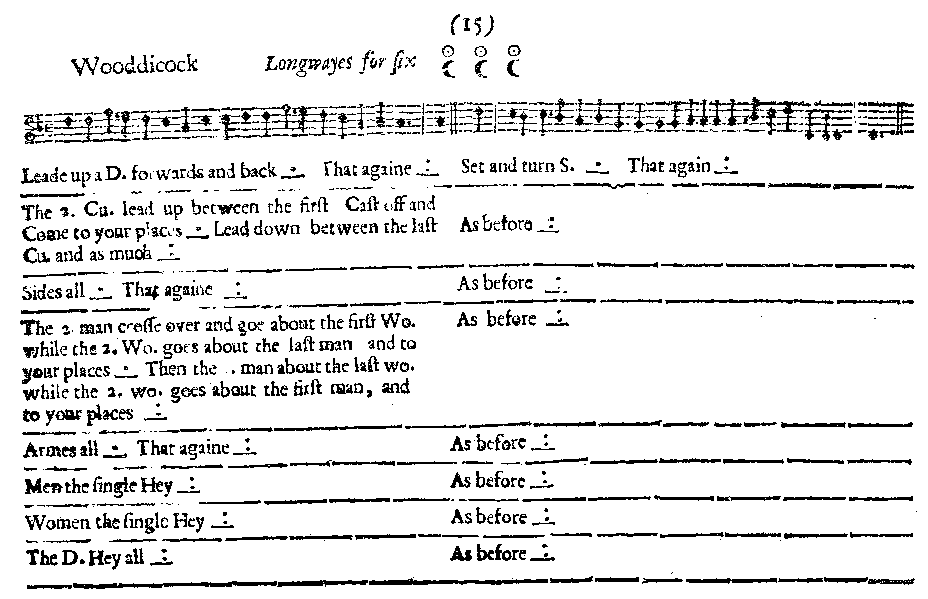 (15)
Wooddicock Longwayes for ſix
Leade up a D. forwards and back That againe Set and turn S. That again
The 2. Cu. lead up between the firſt Caſt off and
Come to your places Lead down between the laſt As before
Cu. and as much
Sides all That againe As before
The 2. man croſſe over and goe about the firſt Wo. As before
while the 2. Wo. goes about the laſt man and to
your places Then the . man about the laſt wo.
while the 2. wo. goes about the firſt man, and
to your places
Armes all That againe As before
Men the ſingle Hey As before
Women the ſingle Hey As before
The D. Hey all As before